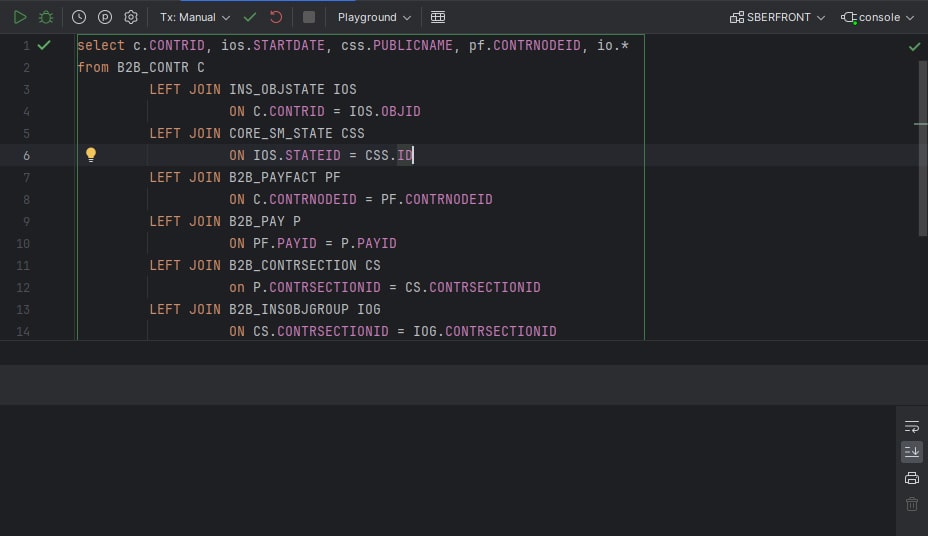 Tx: Manual Playground SBERFRONT console
1 select c.CONTRID, ios.STARTDATE, css.PUBLICNAME, pf.CONTRNODEID, io.*
2 from B2B_CONTR C
3 LEFT JOIN INS_OBJSTATE IOS
4 ON C.CONTRID = IOS.OBJID
5 LEFT JOIN CORE_SM_STATE CSS
6 ON IOS.STATEID = CSS.ID
7 LEFT JOIN B2B_PAYFACT PF
8 ON C.CONTRNODEID = PF.CONTRNODEID
9 LEFT JOIN B2B_PAY P
10 ON PF.PAYID = P.PAYID
11 LEFT JOIN B2B_CONTRSECTION CS
12 on P.CONTRSECTIONID = CS.CONTRSECTIONID
13 LEFT JOIN B2B_INSOBJGROUP IOG
14 ON CS.CONTRSECTIONID = IOG.CONTRSECTIONID